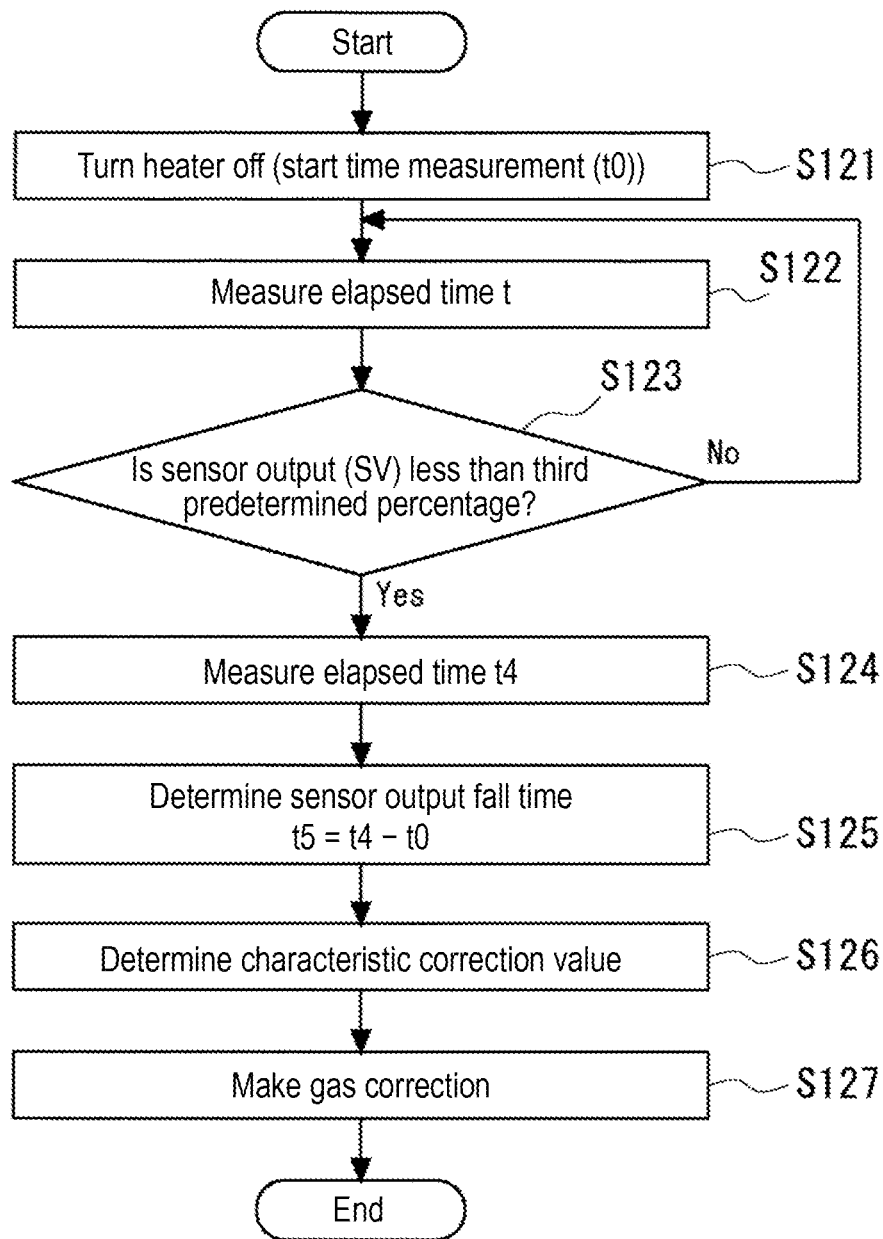 Start
Turn heater off (start time measurement (t0))
S121
Measure elapsed time t
S122
S123
Is sensor output (SV) less than third
predetermined percentage?
No
Yes
Measure elapsed time t4
S124
Determine sensor output fall time
t5 = t4 − t0
S125
Determine characteristic correction value
S126
Make gas correction
S127
End